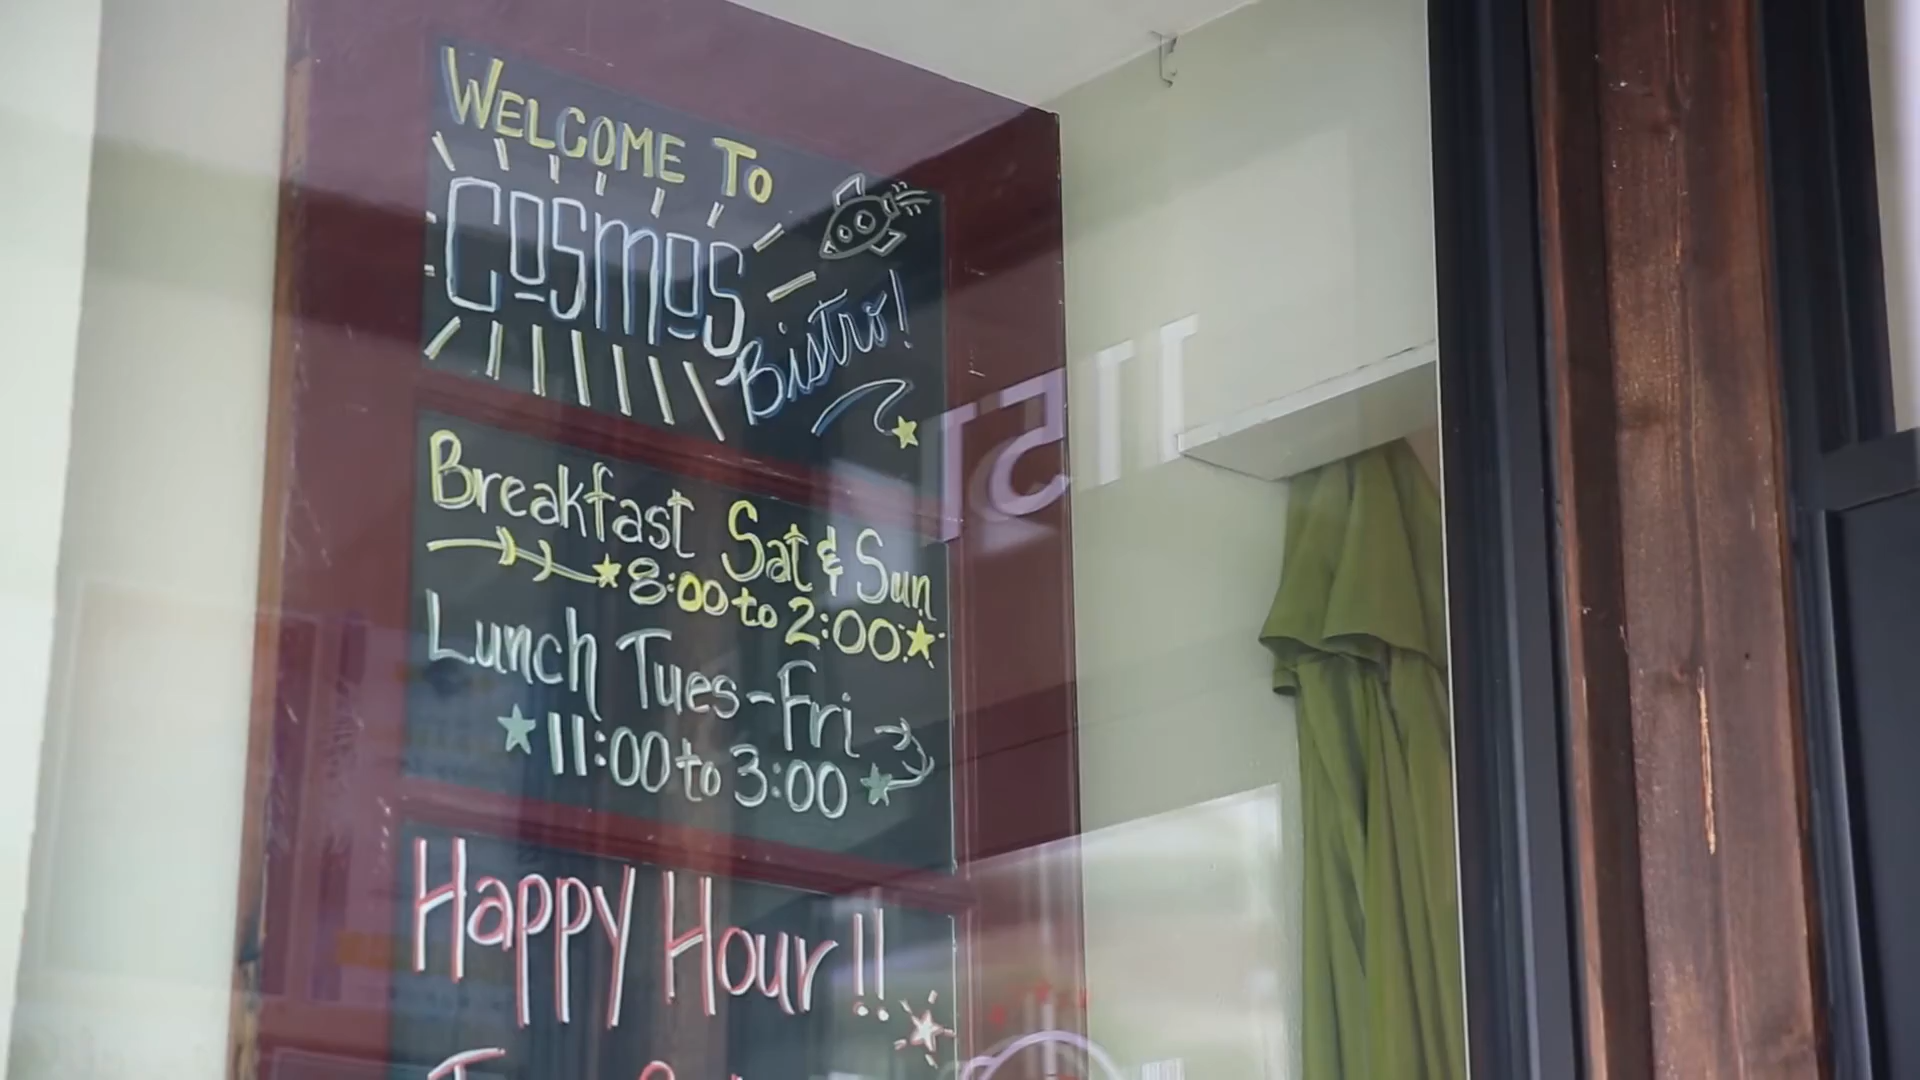 WELCOME TO
COSMOS
Bistro!
Breakfast Sat & Sun
8:00 to 2:00
Lunch Tues-Fri
11:00 to 3:00
Happy Hour!!